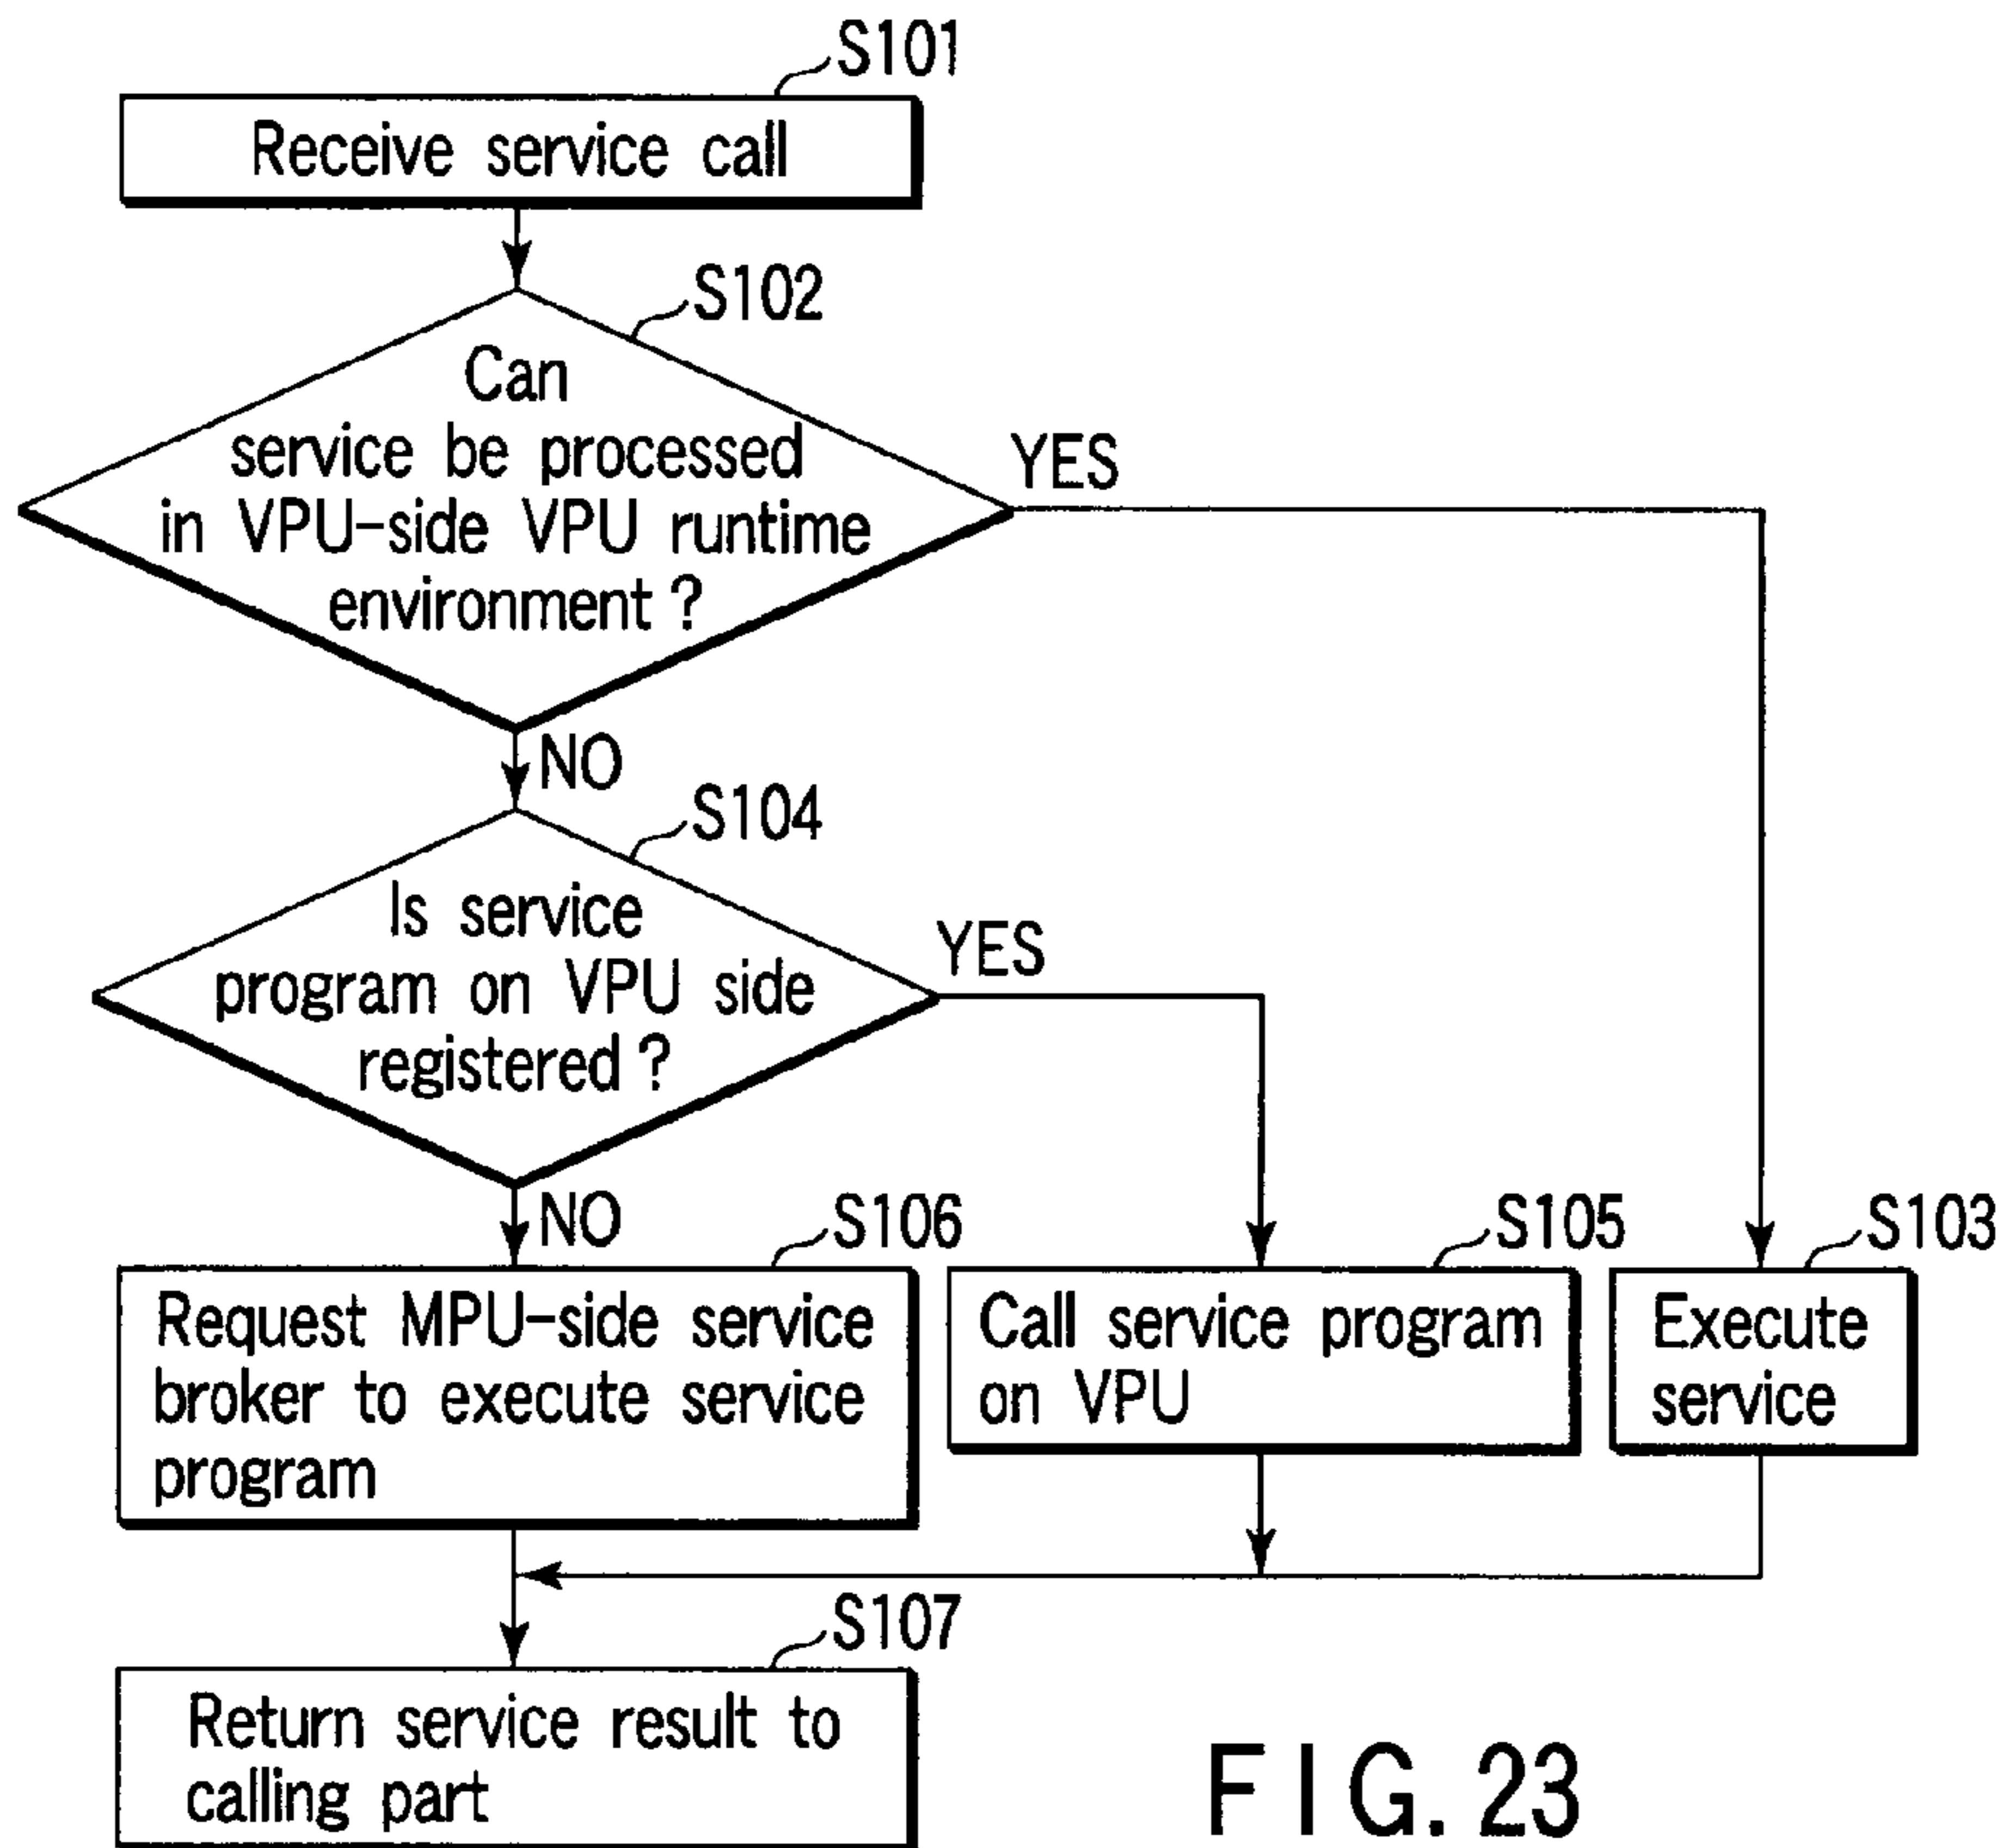 S101
Receive service call
S102
Can
service be processed
in VPU-side VPU runtime
environment ?
YES
NO
S104
Is service
program on VPU side
registered ?
YES
NO
S106
Request MPU-side service
broker to execute service
program
S105
Call service program
on VPU
S103
Execute
service
S107
Return service result to
calling part
FIG. 23